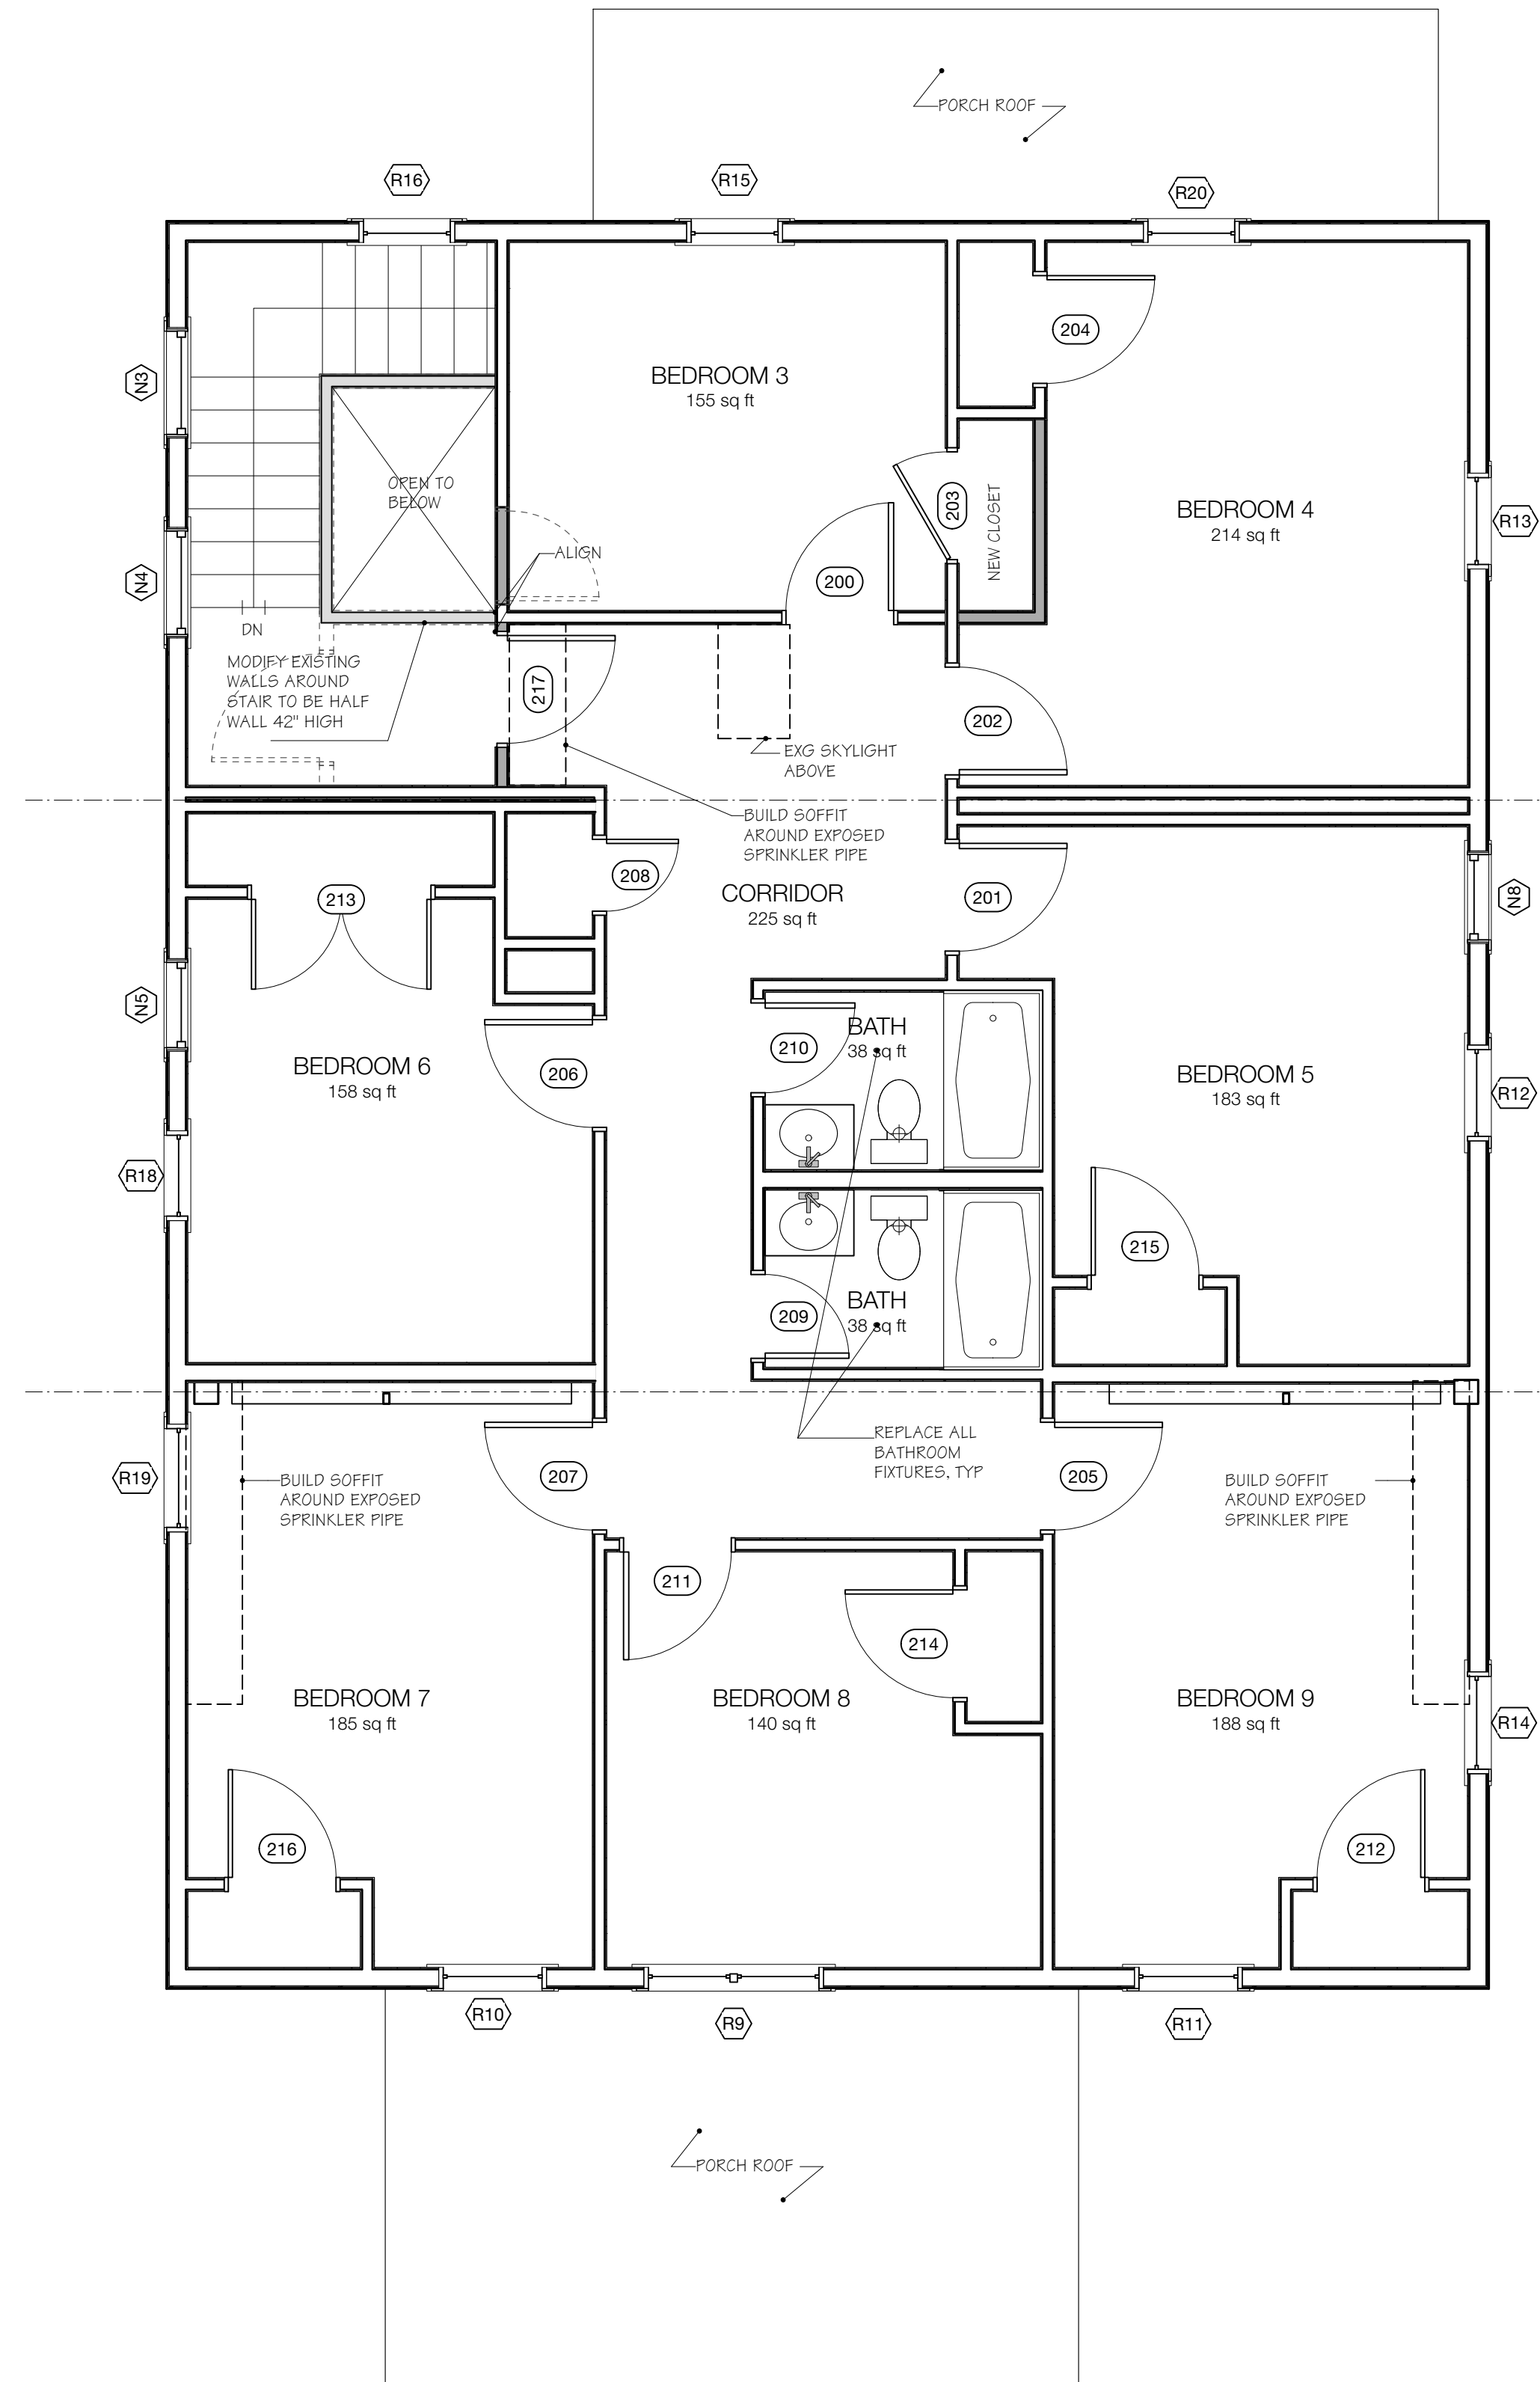 PORCH ROOF
R16
R15
R20
204
N3
BEDROOM 3
155 sq ft
OPEN TO
BELOW
203
NEW CLOSET
BEDROOM 4
214 sq ft
R13
ALIGN
200
N4
DN
MODIFY EXISTING
WALLS AROUND
STAIR TO BE HALF
WALL 42" HIGH
217
202
EXG SKYLIGHT
ABOVE
BUILD SOFFIT
AROUND EXPOSED
SPRINKLER PIPE
208
213
CORRIDOR
225 sq ft
201
N8
N5
BEDROOM 6
158 sq ft
206
210
BATH
38 sq ft
BEDROOM 5
183 sq ft
R12
R18
215
209
BATH
38 sq ft
REPLACE ALL
BATHROOM
FIXTURES, TYP
R19
BUILD SOFFIT
AROUND EXPOSED
SPRINKLER PIPE
207
205
BUILD SOFFIT
AROUND EXPOSED
SPRINKLER PIPE
211
214
BEDROOM 7
185 sq ft
BEDROOM 8
140 sq ft
BEDROOM 9
188 sq ft
R14
216
212
R10
R9
R11
PORCH ROOF